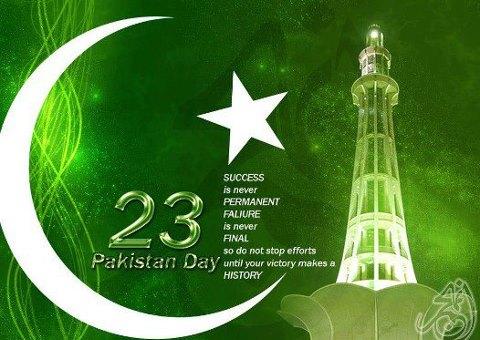 23
Pakistan Day
SUCCESS
is never
PERMANENT
FALIURE
is never
FINAL
so do not stop efforts
until your victory makes a
HISTORY